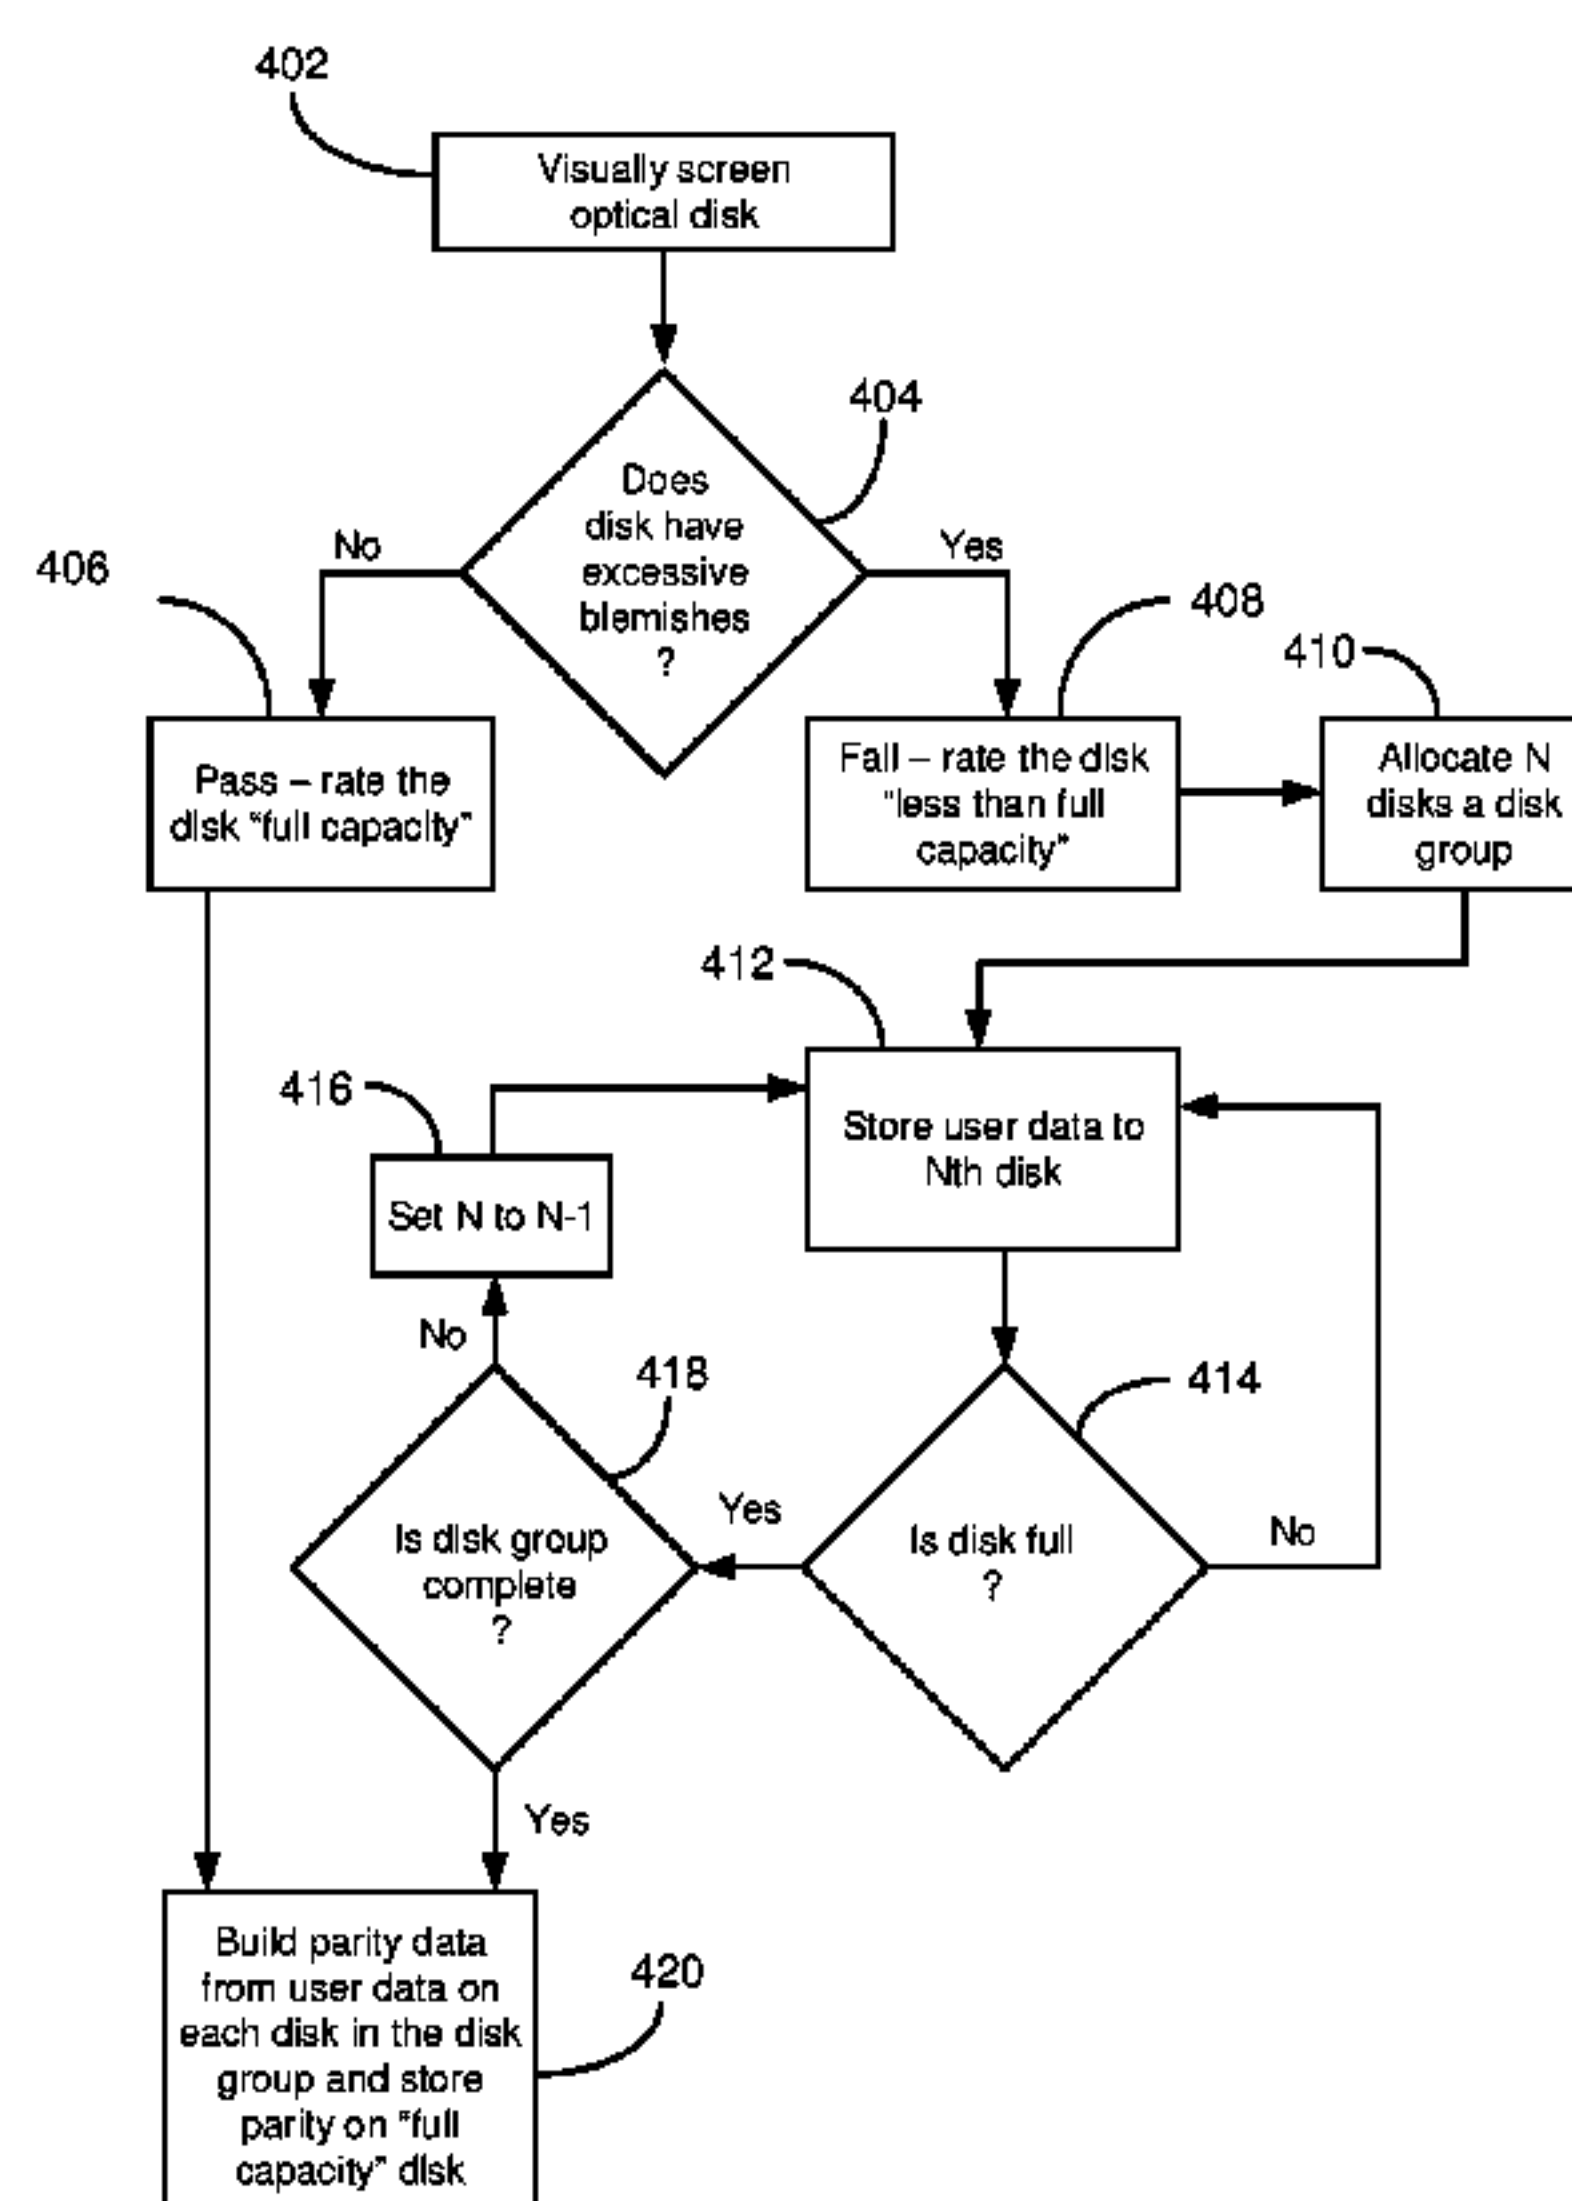 402
Visually screen
optical disk
404
Does
disk have
excessive
blemishes
?
No
Yes
406
408
410
Pass – rate the
disk "full capacity"
Fail – rate the disk
"less than full
capacity"
Allocate N
disks a disk
group
412
416
Store user data to
Nth disk
Set N to N-1
No
418
414
Is disk group
complete
?
Yes
Is disk full
?
No
Yes
Build parity data
from user data on
each disk in the disk
group and store
parity on "full
capacity" disk
420